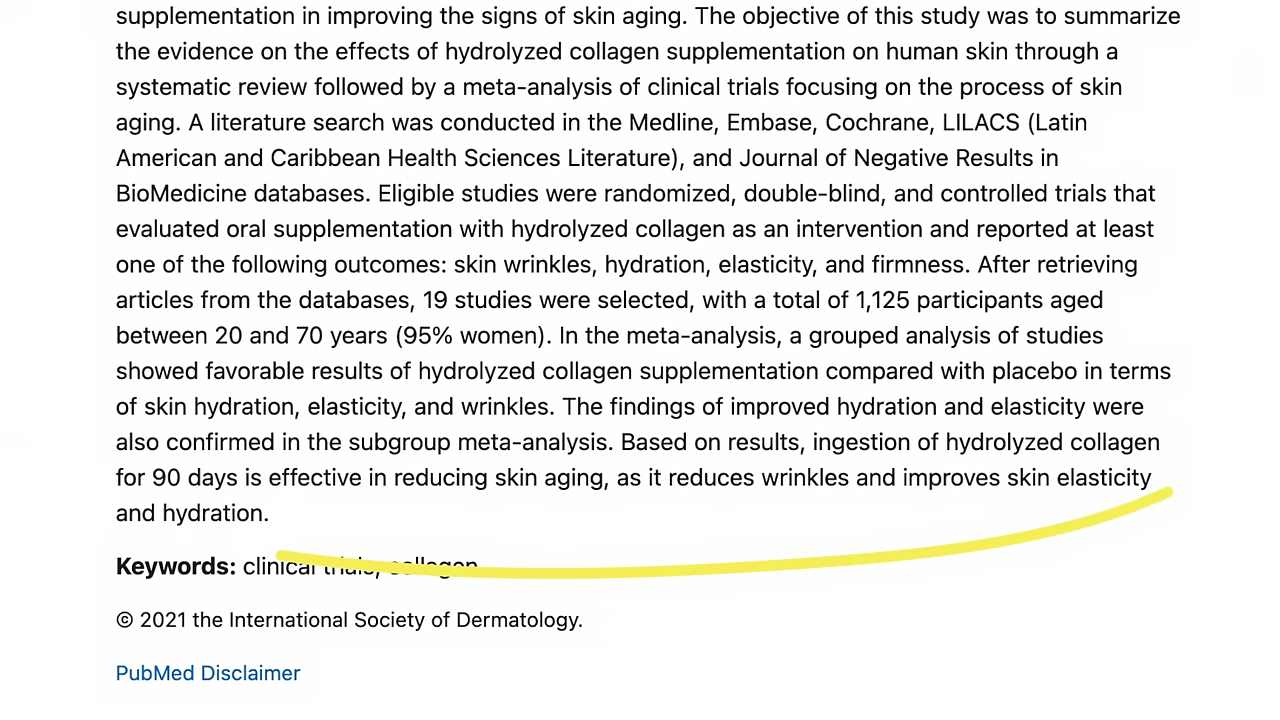 supplementation in improving the signs of skin aging. The objective of this study was to summarize
the evidence on the effects of hydrolyzed collagen supplementation on human skin through a
systematic review followed by a meta-analysis of clinical trials focusing on the process of skin
aging. A literature search was conducted in the Medline, Embase, Cochrane, LILACS (Latin
American and Caribbean Health Sciences Literature), and Journal of Negative Results in
BioMedicine databases. Eligible studies were randomized, double-blind, and controlled trials that
evaluated oral supplementation with hydrolyzed collagen as an intervention and reported at least
one of the following outcomes: skin wrinkles, hydration, elasticity, and firmness. After retrieving
articles from the databases, 19 studies were selected, with a total of 1,125 participants aged
between 20 and 70 years (95% women). In the meta-analysis, a grouped analysis of studies
showed favorable results of hydrolyzed collagen supplementation compared with placebo in terms
of skin hydration, elasticity, and wrinkles. The findings of improved hydration and elasticity were
also confirmed in the subgroup meta-analysis. Based on results, ingestion of hydrolyzed collagen
for 90 days is effective in reducing skin aging, as it reduces wrinkles and improves skin elasticity
and hydration.
Keywords: clinical trials; collagen.
© 2021 the International Society of Dermatology.
PubMed Disclaimer